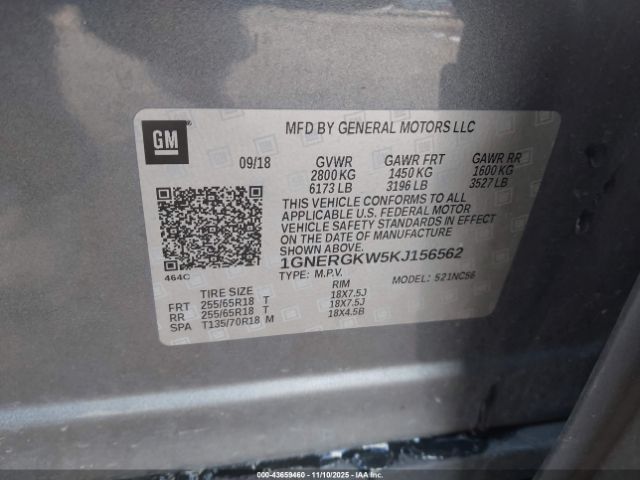 GM
MFD BY GENERAL MOTORS LLC
09/18 GVWR GAWR FRT GAWR RR
2800 KG 1450 KG 1600 KG
6173 LB 3196 LB 3527 LB
THIS VEHICLE CONFORMS TO ALL
APPLICABLE U.S. FEDERAL MOTOR
VEHICLE SAFETY STANDARDS IN EFFECT
ON THE DATE OF MANUFACTURE
SHOWN ABOVE.
1GNERGKW5KJ156562
464C TYPE: M.P.V. MODEL: 521NC56
TIRE SIZE RIM
FRT 255/65R18 T 18X7.5J
RR 255/65R18 T 18X7.5J
SPA T135/70R18 M 18X4.5B
000-43659460 - 11/10/2025 - IAAI.COM